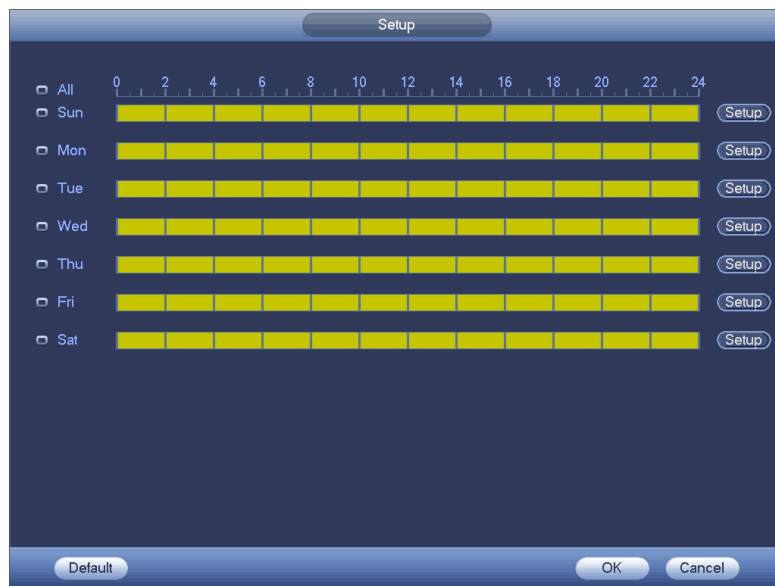 Setup
All 0 2 4 6 8 10 12 14 16 18 20 22 24
Sun Setup
Mon Setup
Tue Setup
Wed Setup
Thu Setup
Fri Setup
Sat Setup
Default OK Cancel